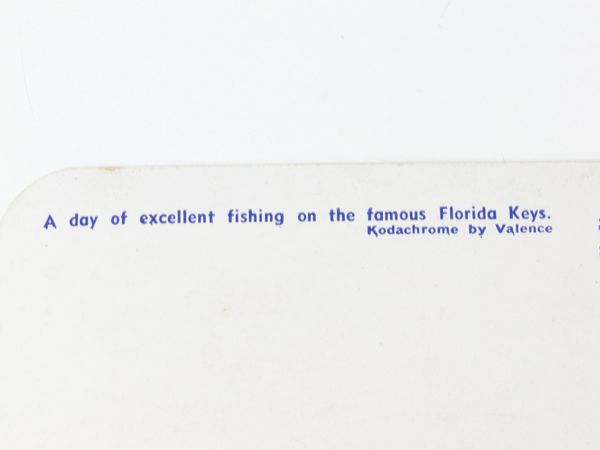 A day of excellent fishing on the famous Florida Keys.
Kodachrome by Valence